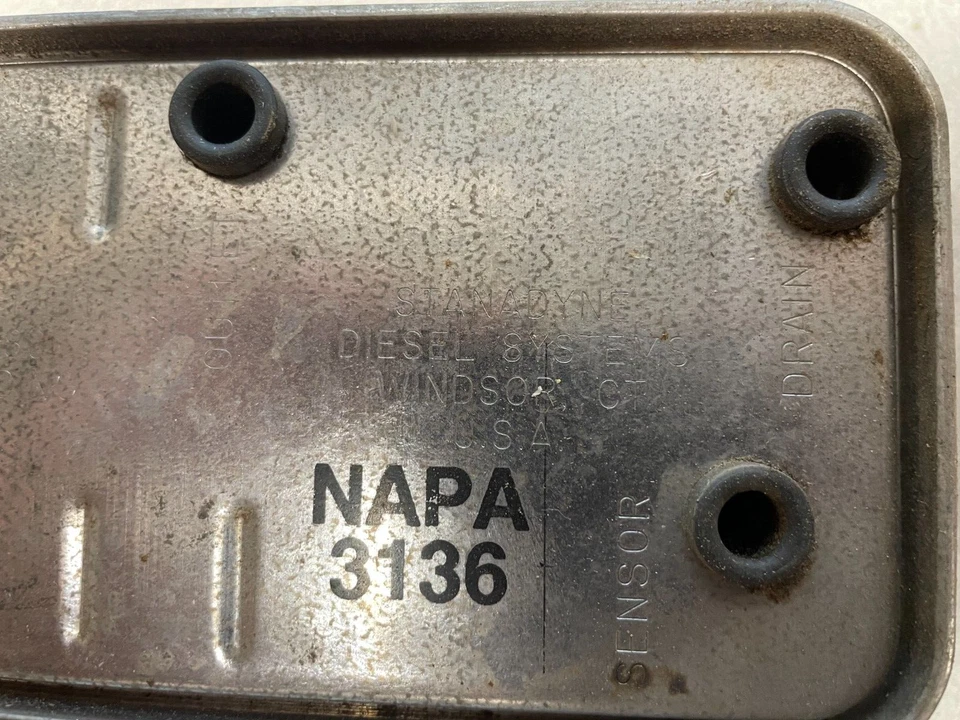 STANADYNE
DIESEL SYSTEMS
WINDSOR, CT
U.S.A.
NAPA
3136
DRAIN
SENSOR